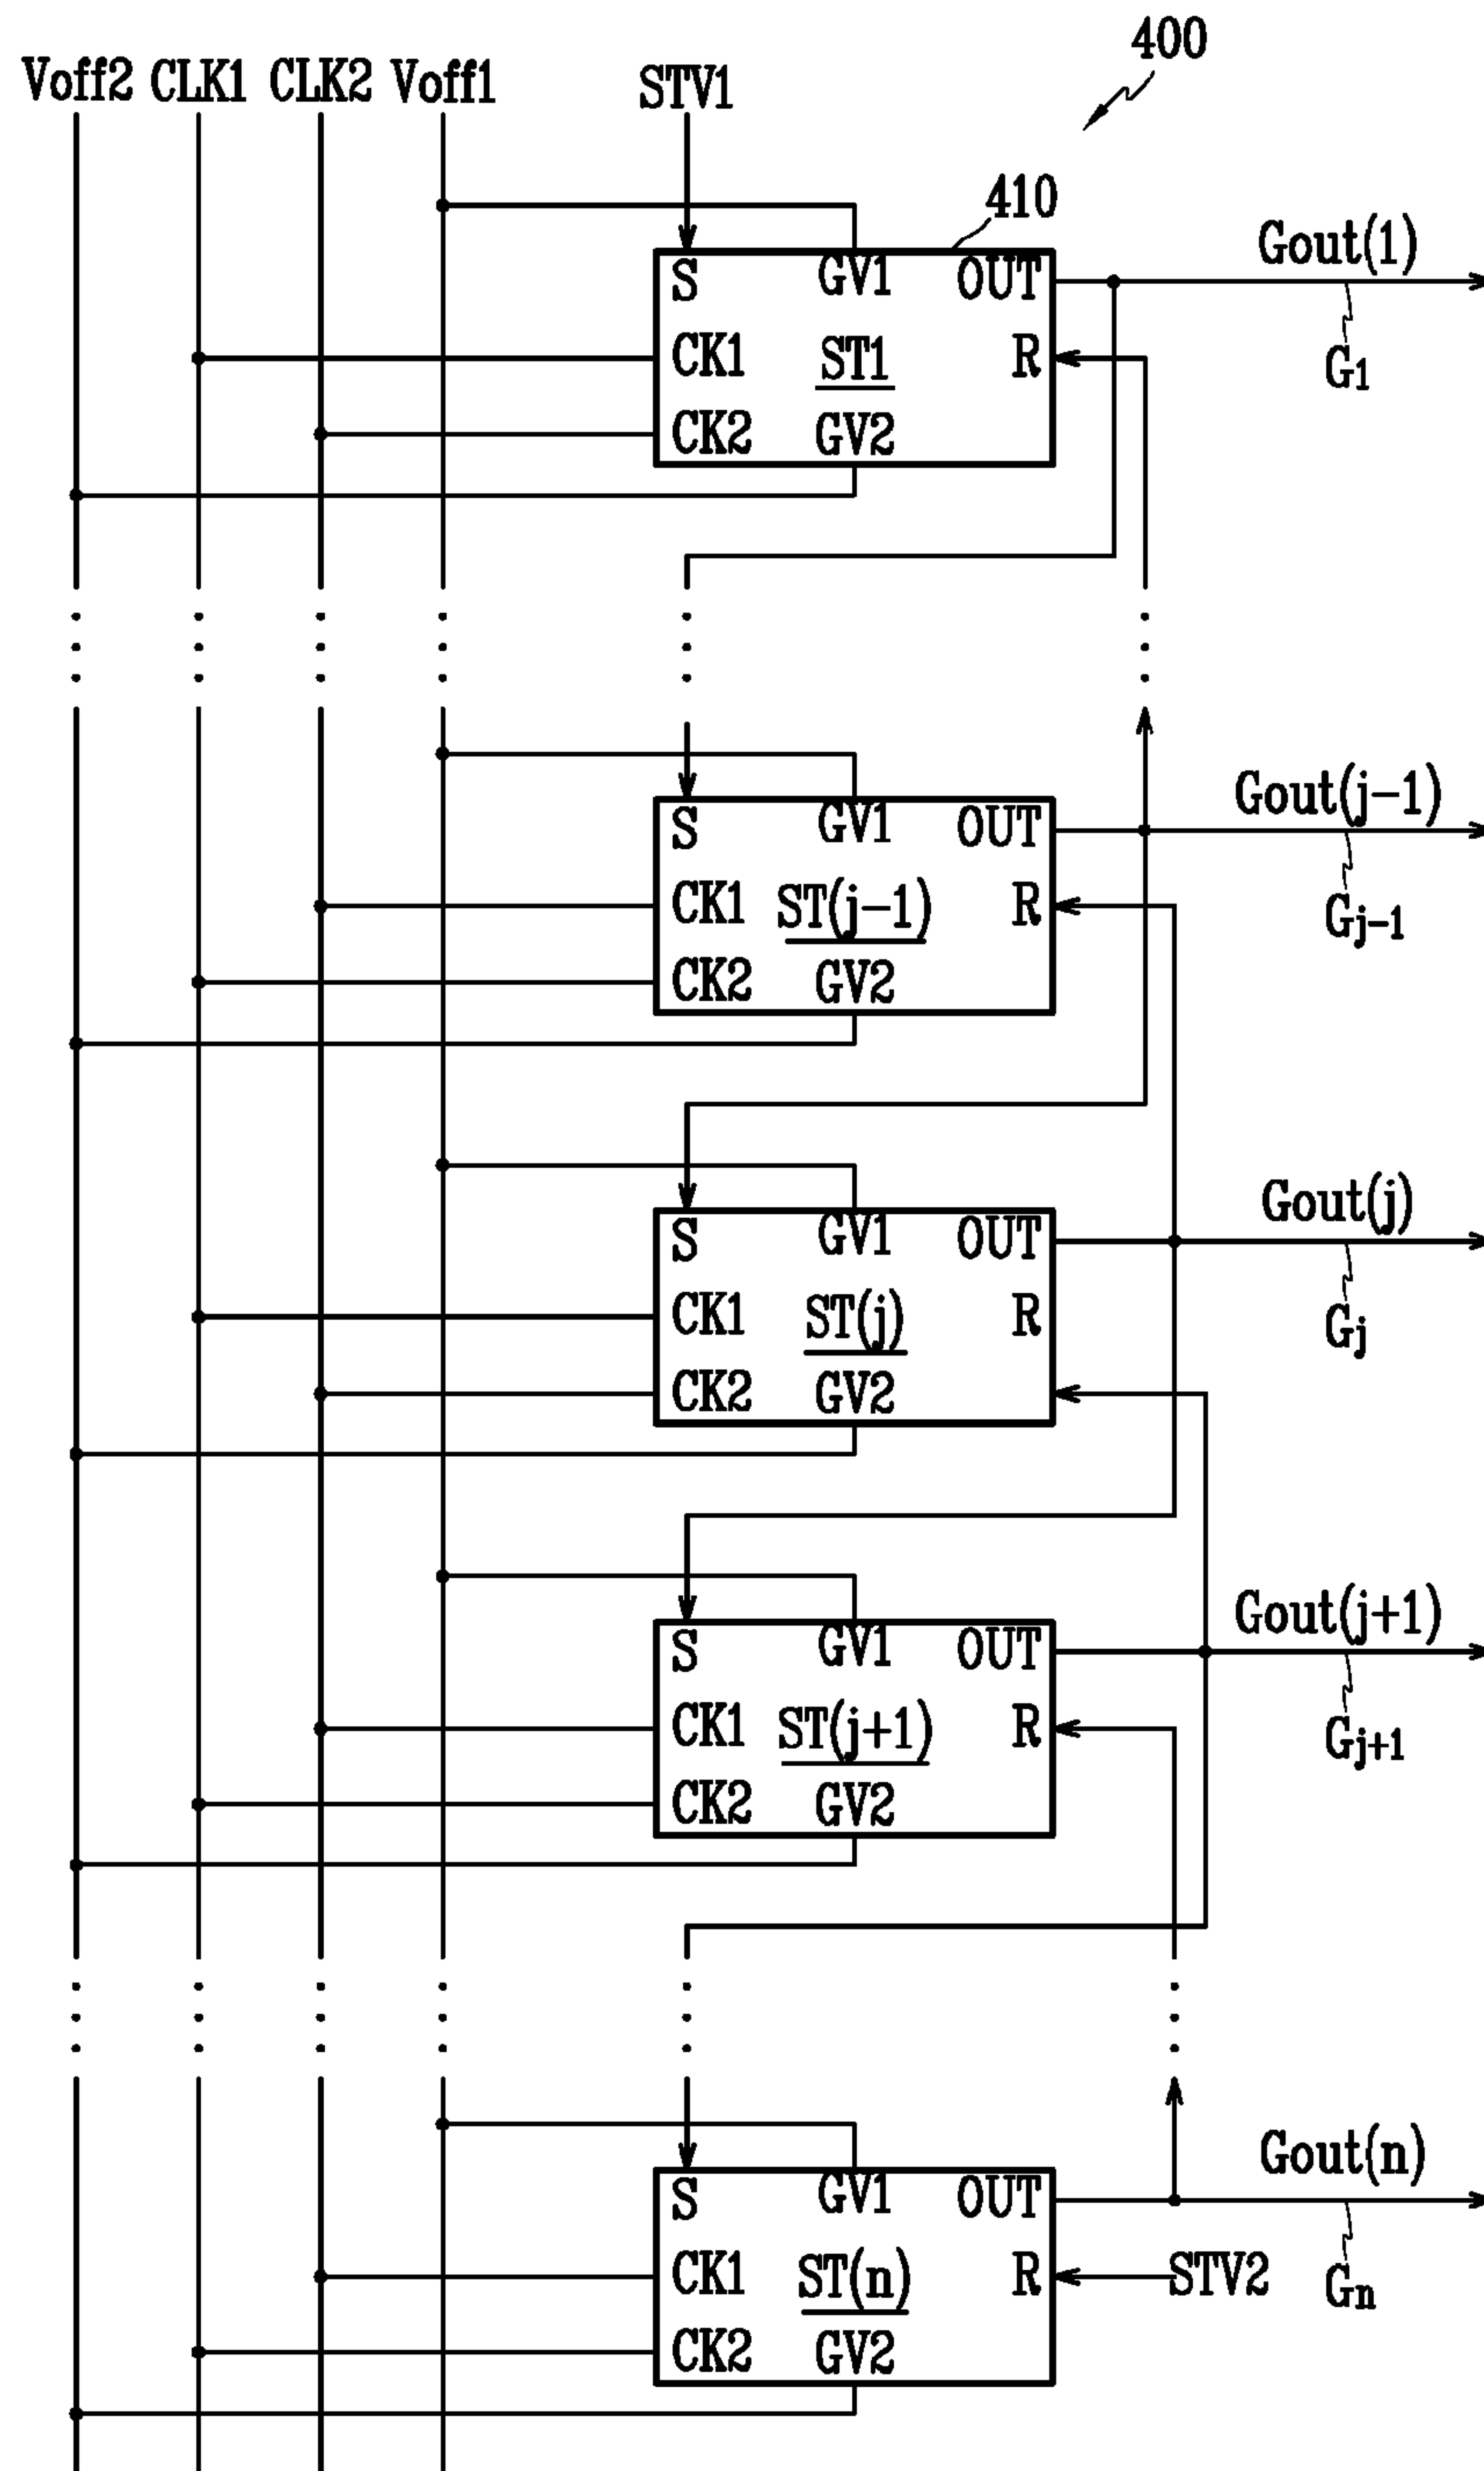 400
Voff2 CLK1 CLK2 Voff1 STV1
410
Gout(1)
S GV1 OUT
CK1 ST1 R
G1
CK2 GV2
Gout(j-1)
S GV1 OUT
CK1 ST(j-1) R
Gj-1
CK2 GV2
Gout(j)
S GV1 OUT
CK1 ST(j) R
Gj
CK2 GV2
Gout(j+1)
S GV1 OUT
CK1 ST(j+1) R
Gj+1
CK2 GV2
Gout(n)
S GV1 OUT
CK1 ST(n) R STV2 Gn
CK2 GV2